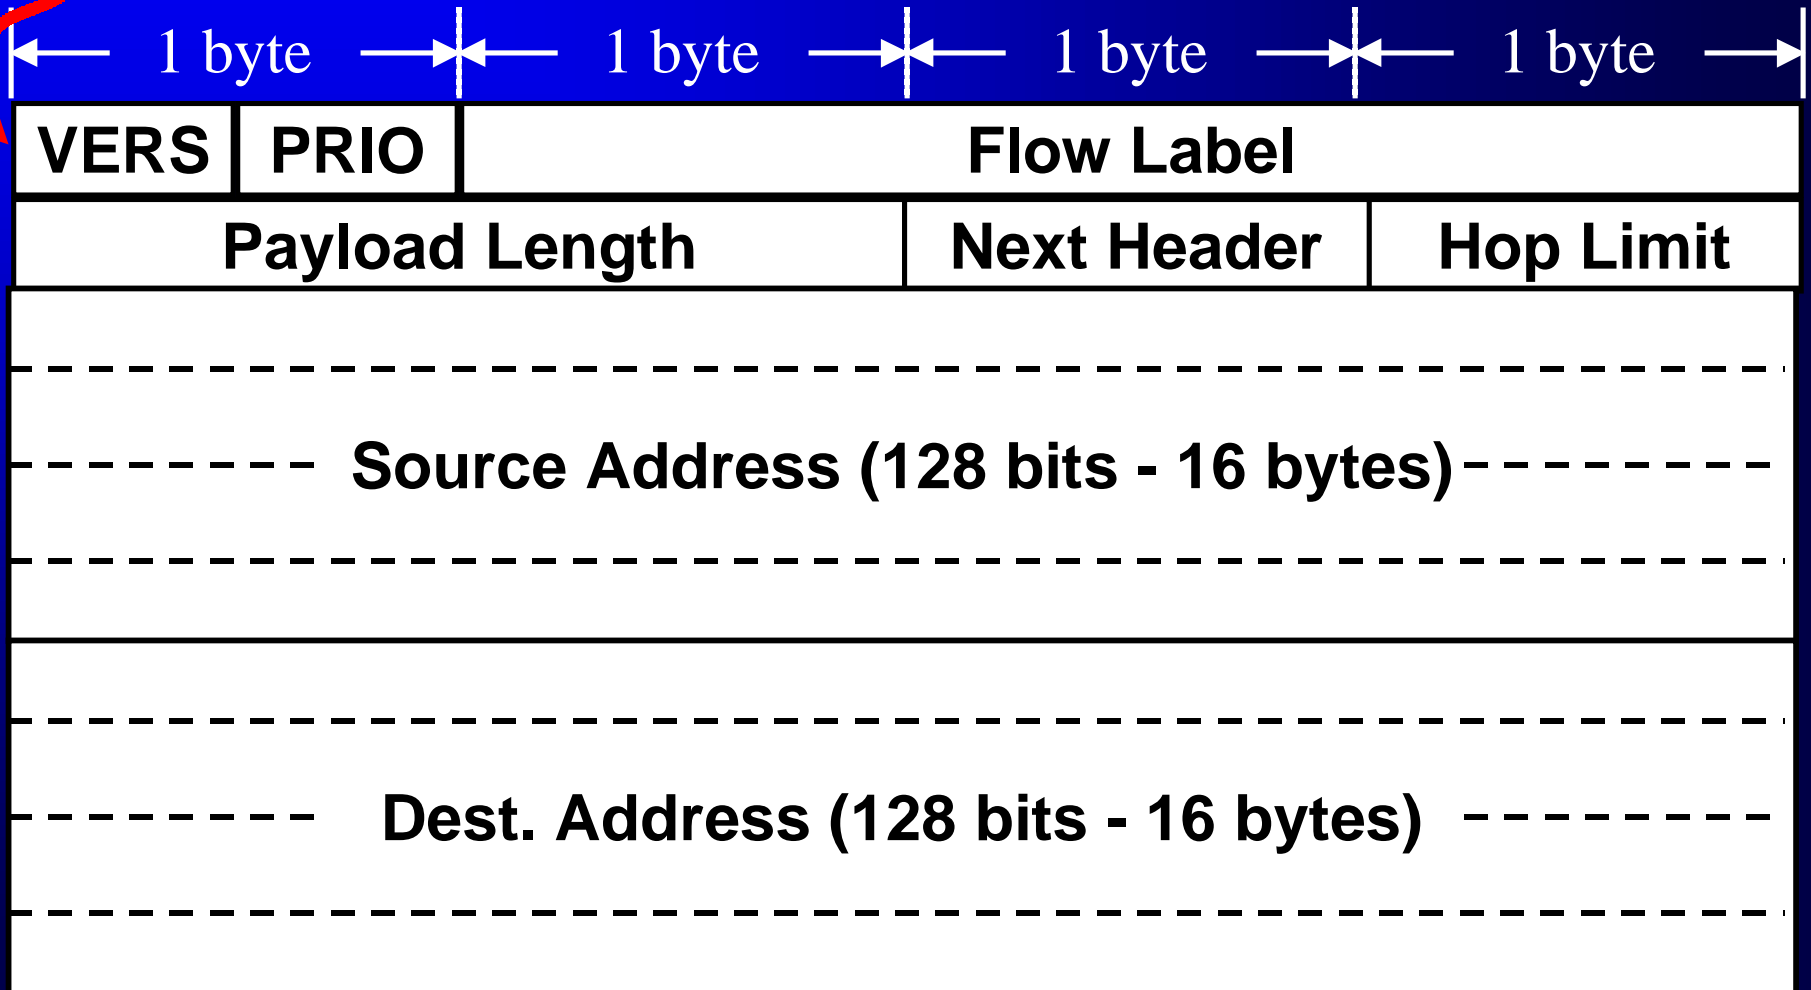 1 byte 1 byte 1 byte 1 byte
VERS PRIO Flow Label
Payload Length Next Header Hop Limit
Source Address (128 bits - 16 bytes)
Dest. Address (128 bits - 16 bytes)